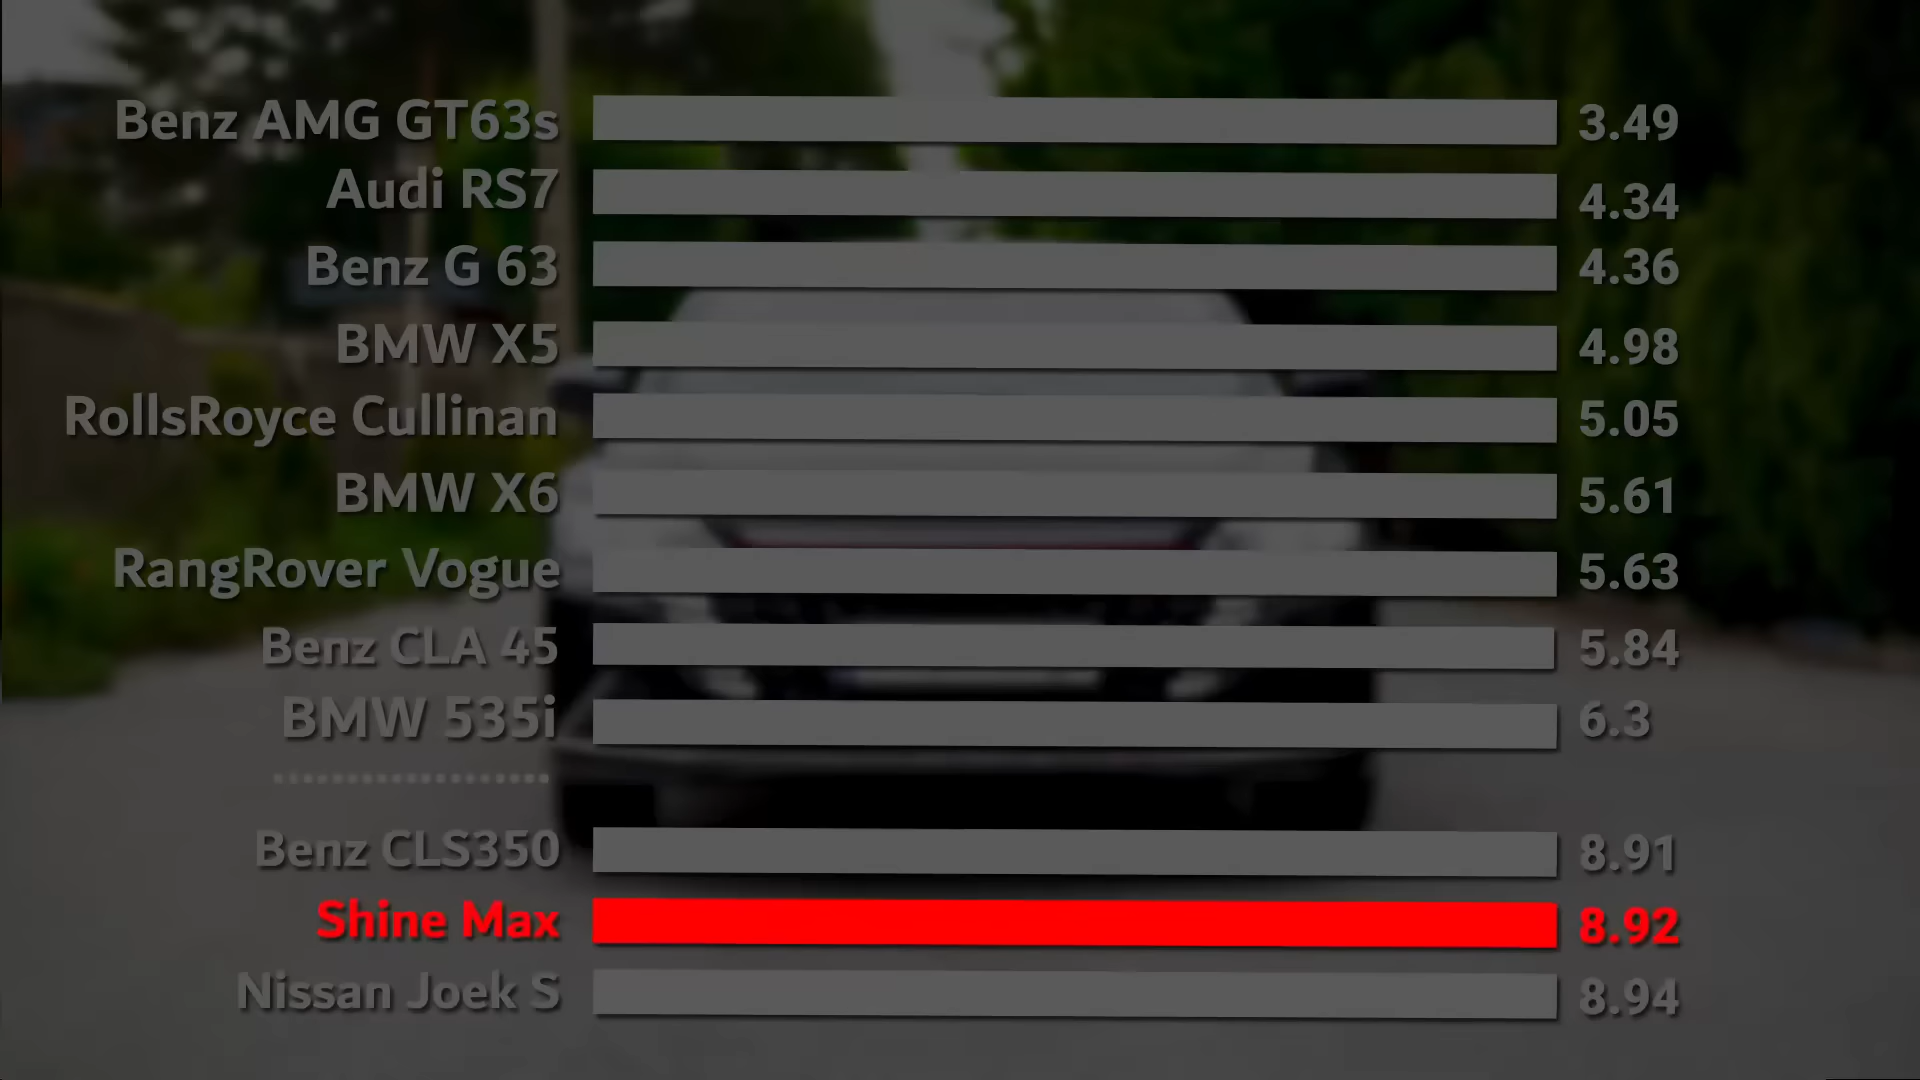 Benz AMG GT63s 3.49
Audi RS7 4.34
Benz G 63 4.36
BMW X5 4.98
RollsRoyce Cullinan 5.05
BMW X6 5.61
RangRover Vogue 5.63
Benz CLA 45 5.84
BMW 535i 6.3
...................
Benz CLS350 8.91
Shine Max 8.92
Nissan Joek S 8.94